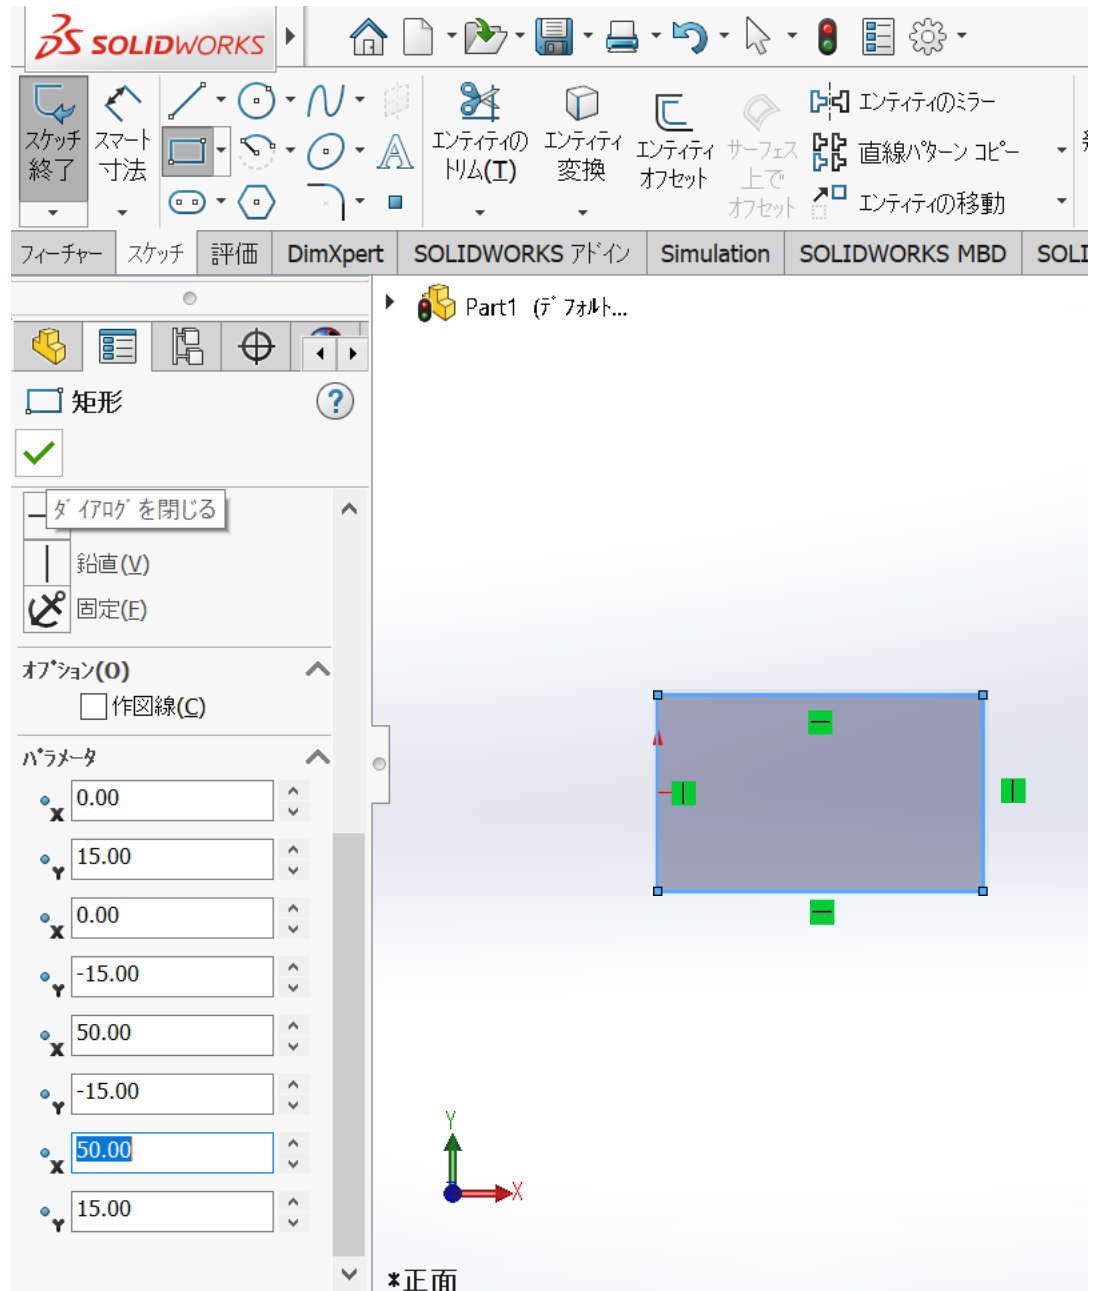 SOLIDWORKS
スケッチ
終了
スマート
寸法
エンティティの
トリム(T)
エンティティ
変換
エンティティ
オフセット
サーフェス
上で
オフセット
エンティティのミラー
直線パターン コピー
エンティティの移動
フィーチャー
スケッチ
評価
DimXpert
SOLIDWORKS アドイン
Simulation
SOLIDWORKS MBD
SOLI
Part1 (デフォルト...
矩形
?
ダイアログを閉じる
鉛直(V)
固定(F)
オプション(O)
作図線(C)
パラメータ
X 0.00
Y 15.00
X 0.00
Y -15.00
X 50.00
Y -15.00
X 50.00
Y 15.00
Y
X
*正面